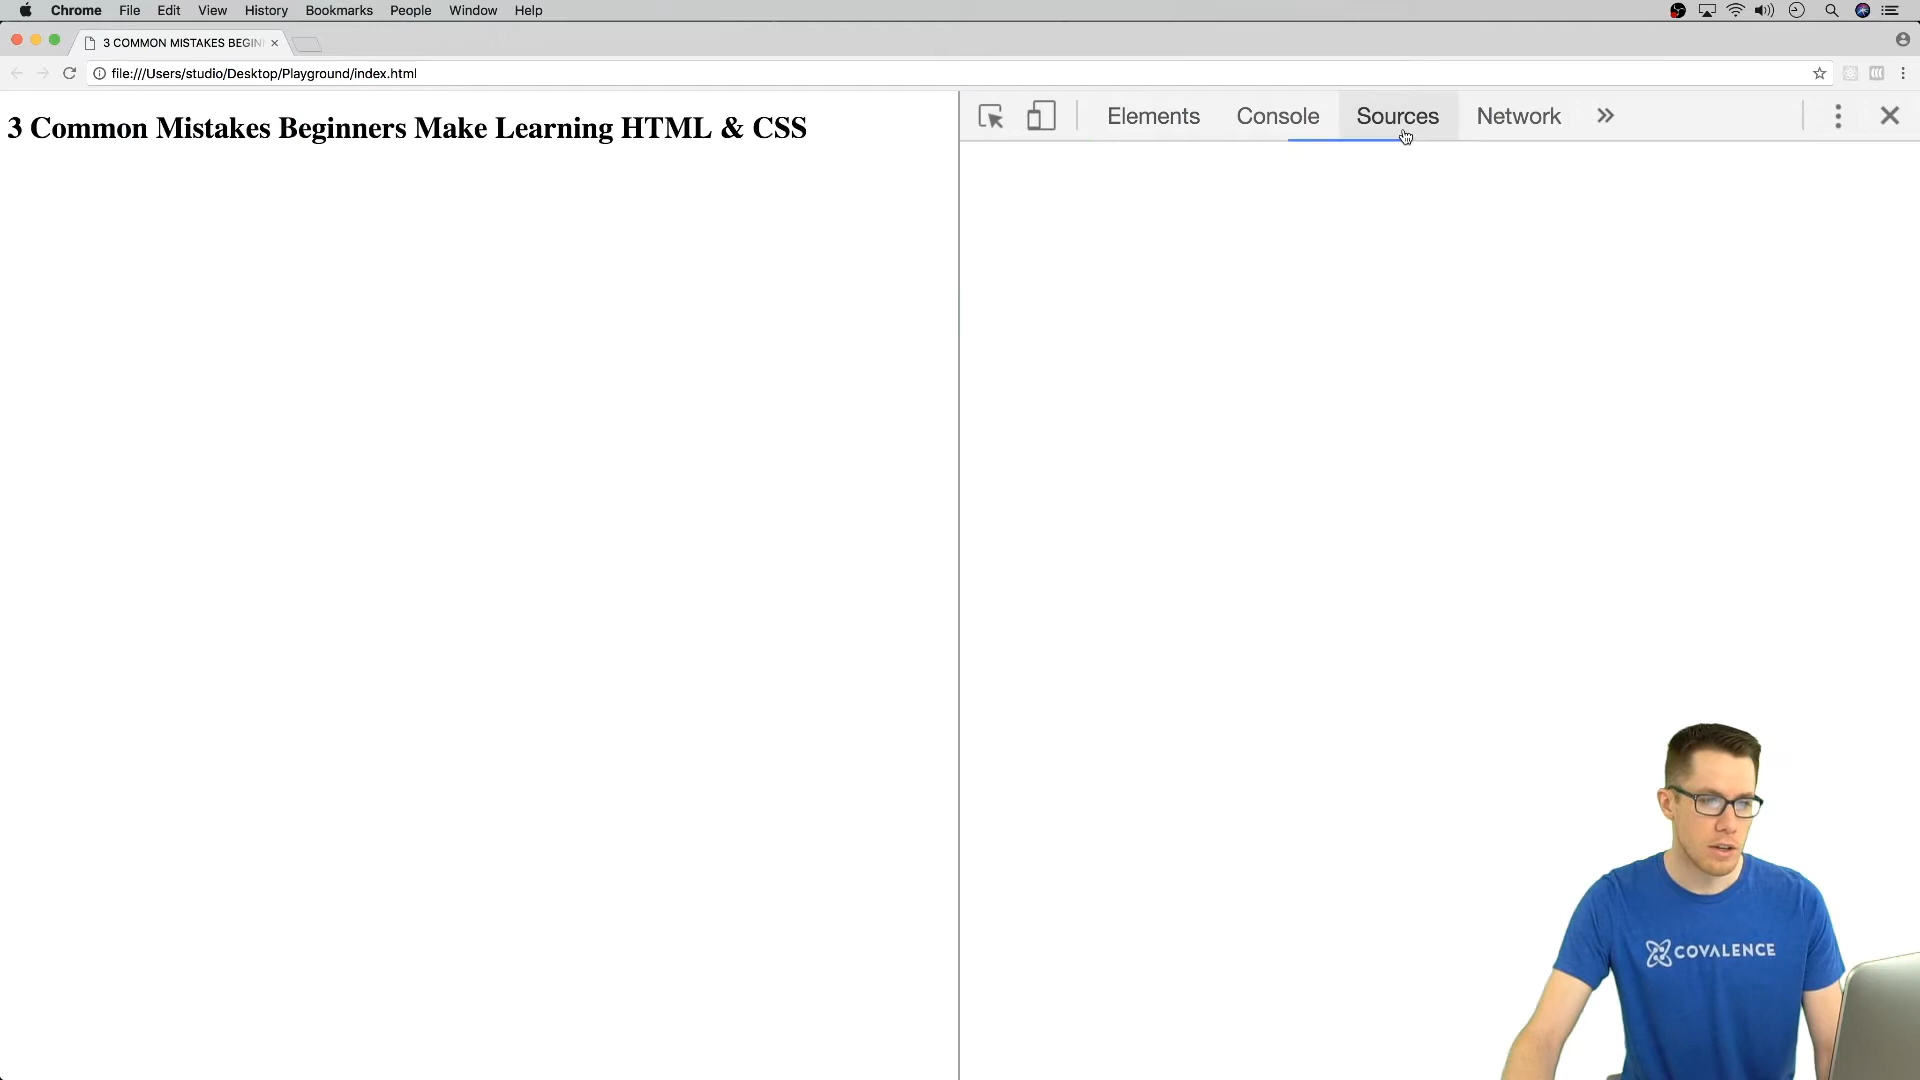 Chrome File Edit View History Bookmarks People Window Help
3 COMMON MISTAKES BEGIN
file:///Users/studio/Desktop/Playground/index.html
3 Common Mistakes Beginners Make Learning HTML & CSS
Elements Console Sources Network
COVALENCE